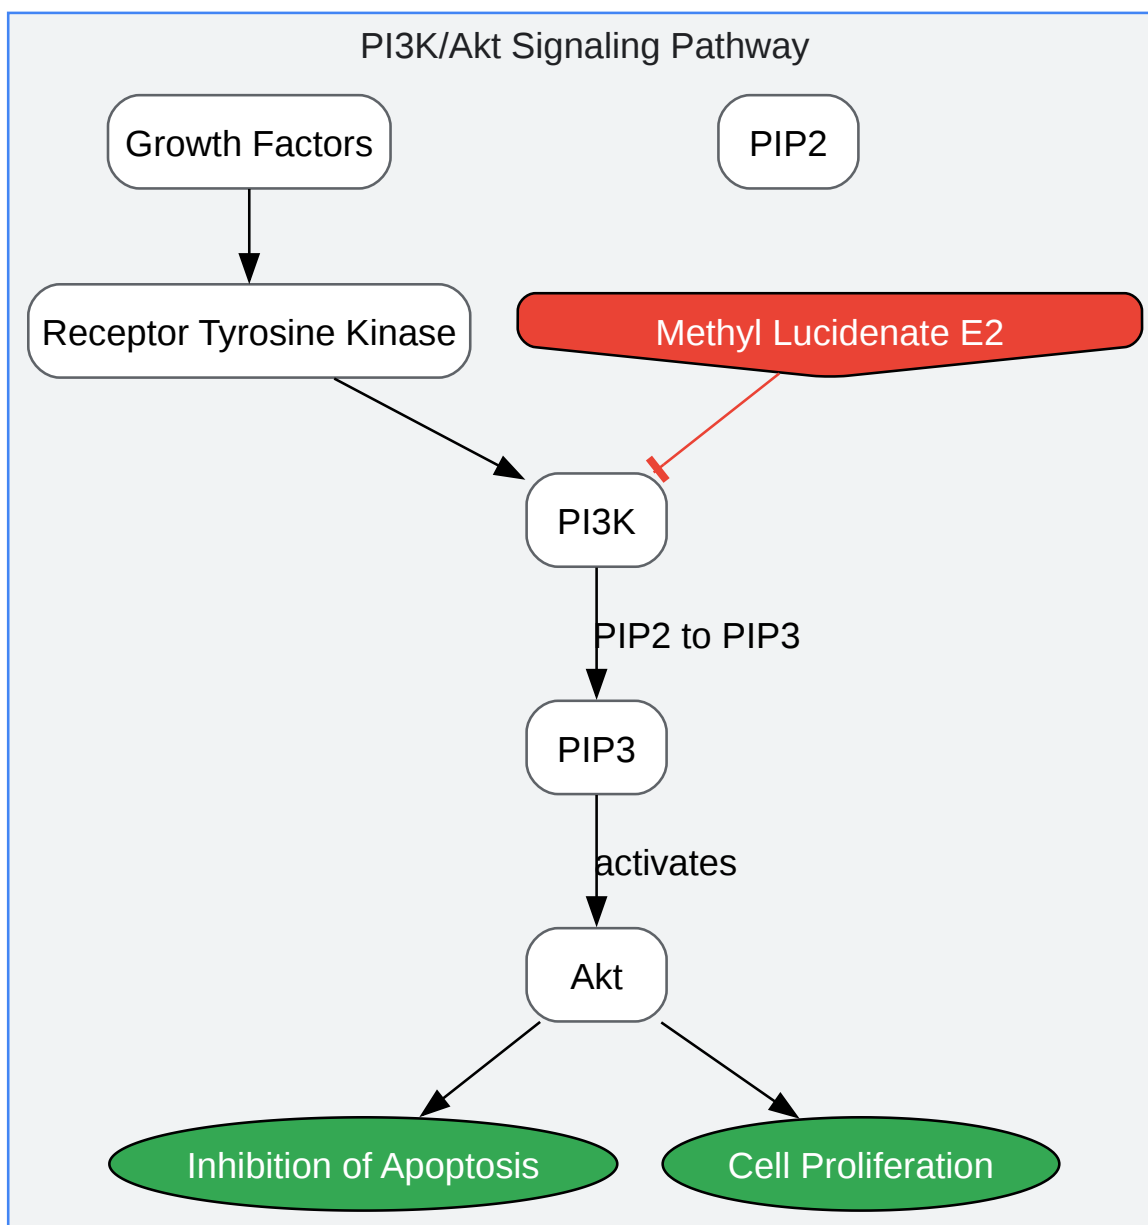 PI3K/Akt Signaling Pathway
Growth Factors
PIP2
Receptor Tyrosine Kinase
Methyl Lucidenate E2
PI3K
PIP2 to PIP3
PIP3
activates
Akt
Inhibition of Apoptosis
Cell Proliferation